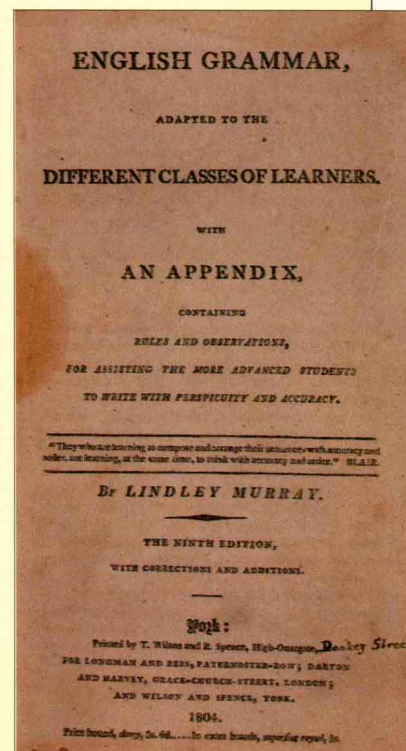 ENGLISH GRAMMAR,
ADAPTED TO THE
DIFFERENT CLASSES OF LEARNERS.
WITH
AN APPENDIX,
CONTAINING
RULES AND OBSERVATIONS,
FOR ASSISTING THE MORE ADVANCED STUDENTS
TO WRITE WITH PERSPICUITY AND ACCURACY.
"They who are learning to compose and arrange their sentences with accuracy and
order, are learning, at the same time, to think with accuracy and order." BLAIR.
BY LINDLEY MURRAY.
THE NINTH EDITION,
WITH CORRECTIONS AND ADDITIONS.
York:
Printed by T. Wilson and R. Spence, High-Ousegate,
FOR LONGMAN AND REES, PATERNOSTER-ROW; DARTON
AND HARVEY, GRACE-CHURCH-STREET, LONDON;
AND WILSON AND SPENCE, YORK.
1804.
Price bound,